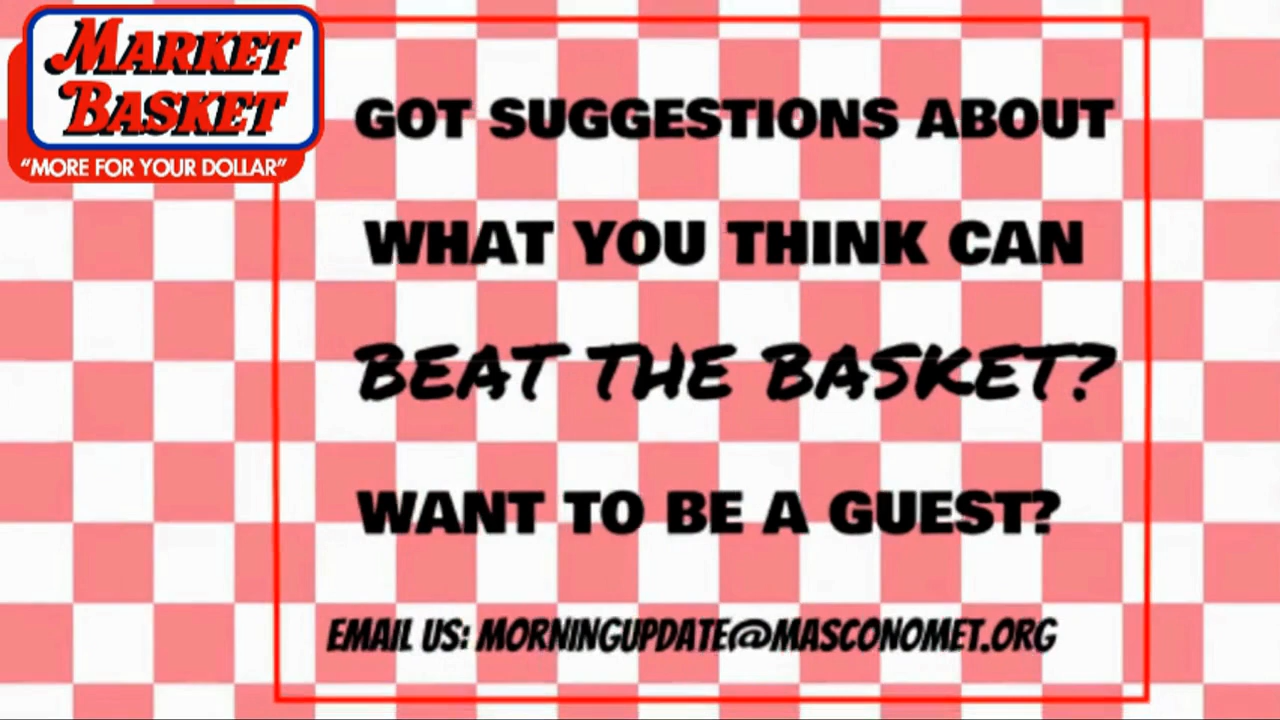 MARKET
BASKET
"MORE FOR YOUR DOLLAR"
GOT SUGGESTIONS ABOUT
WHAT YOU THINK CAN
BEAT THE BASKET?
WANT TO BE A GUEST?
EMAIL US: MORNINGUPDATE@MASCONOMET.ORG